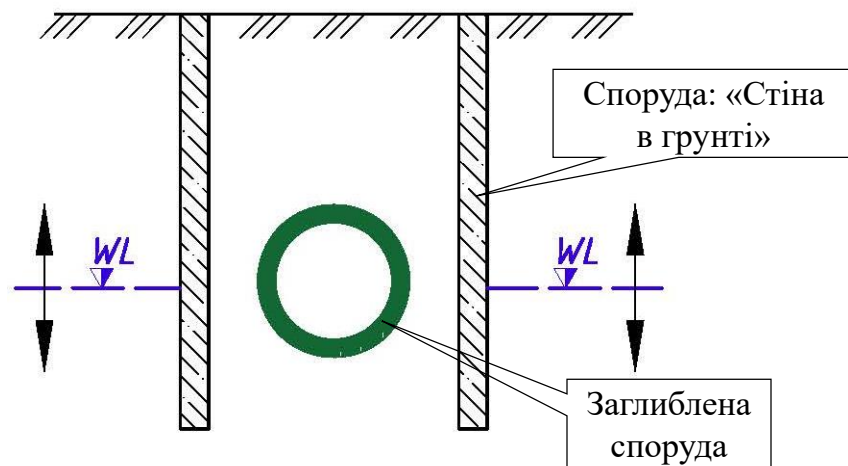 Споруда: «Стіна
в грунті»
WL
WL
Заглиблена
споруда